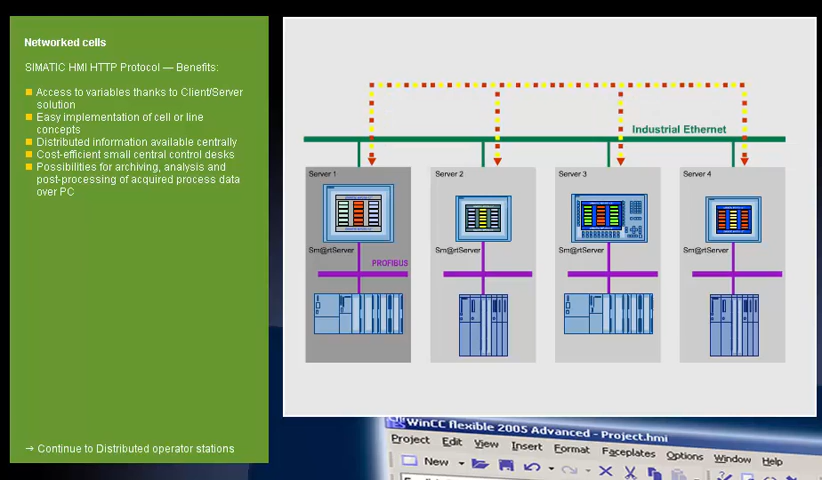 Networked cells
SIMATIC HMI HTTP Protocol — Benefits:
Access to variables thanks to Client/Server
solution
Easy implementation of cell or line
concepts
Distributed information available centrally
Cost-efficient small central control desks
Possibilities for archiving, analysis and
post-processing of acquired process data
over PC
→ Continue to Distributed operator stations
Industrial Ethernet
Server 1
Server 2
Server 3
Server 4
Sm@rtServer
Sm@rtServer
Sm@rtServer
Sm@rtServer
PROFIBUS
WinCC flexible 2005 Advanced - Project.hmi
Project Edit View Insert Format Faceplates Options Window Help
New